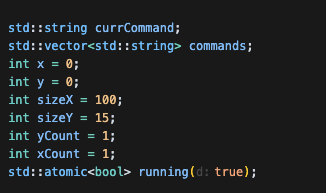 std::string currCommand;
std::vector<std::string> commands;
int x = 0;
int y = 0;
int sizeX = 100;
int sizeY = 15;
int yCount = 1;
int xCount = 1;
std::atomic<bool> running(d: true);